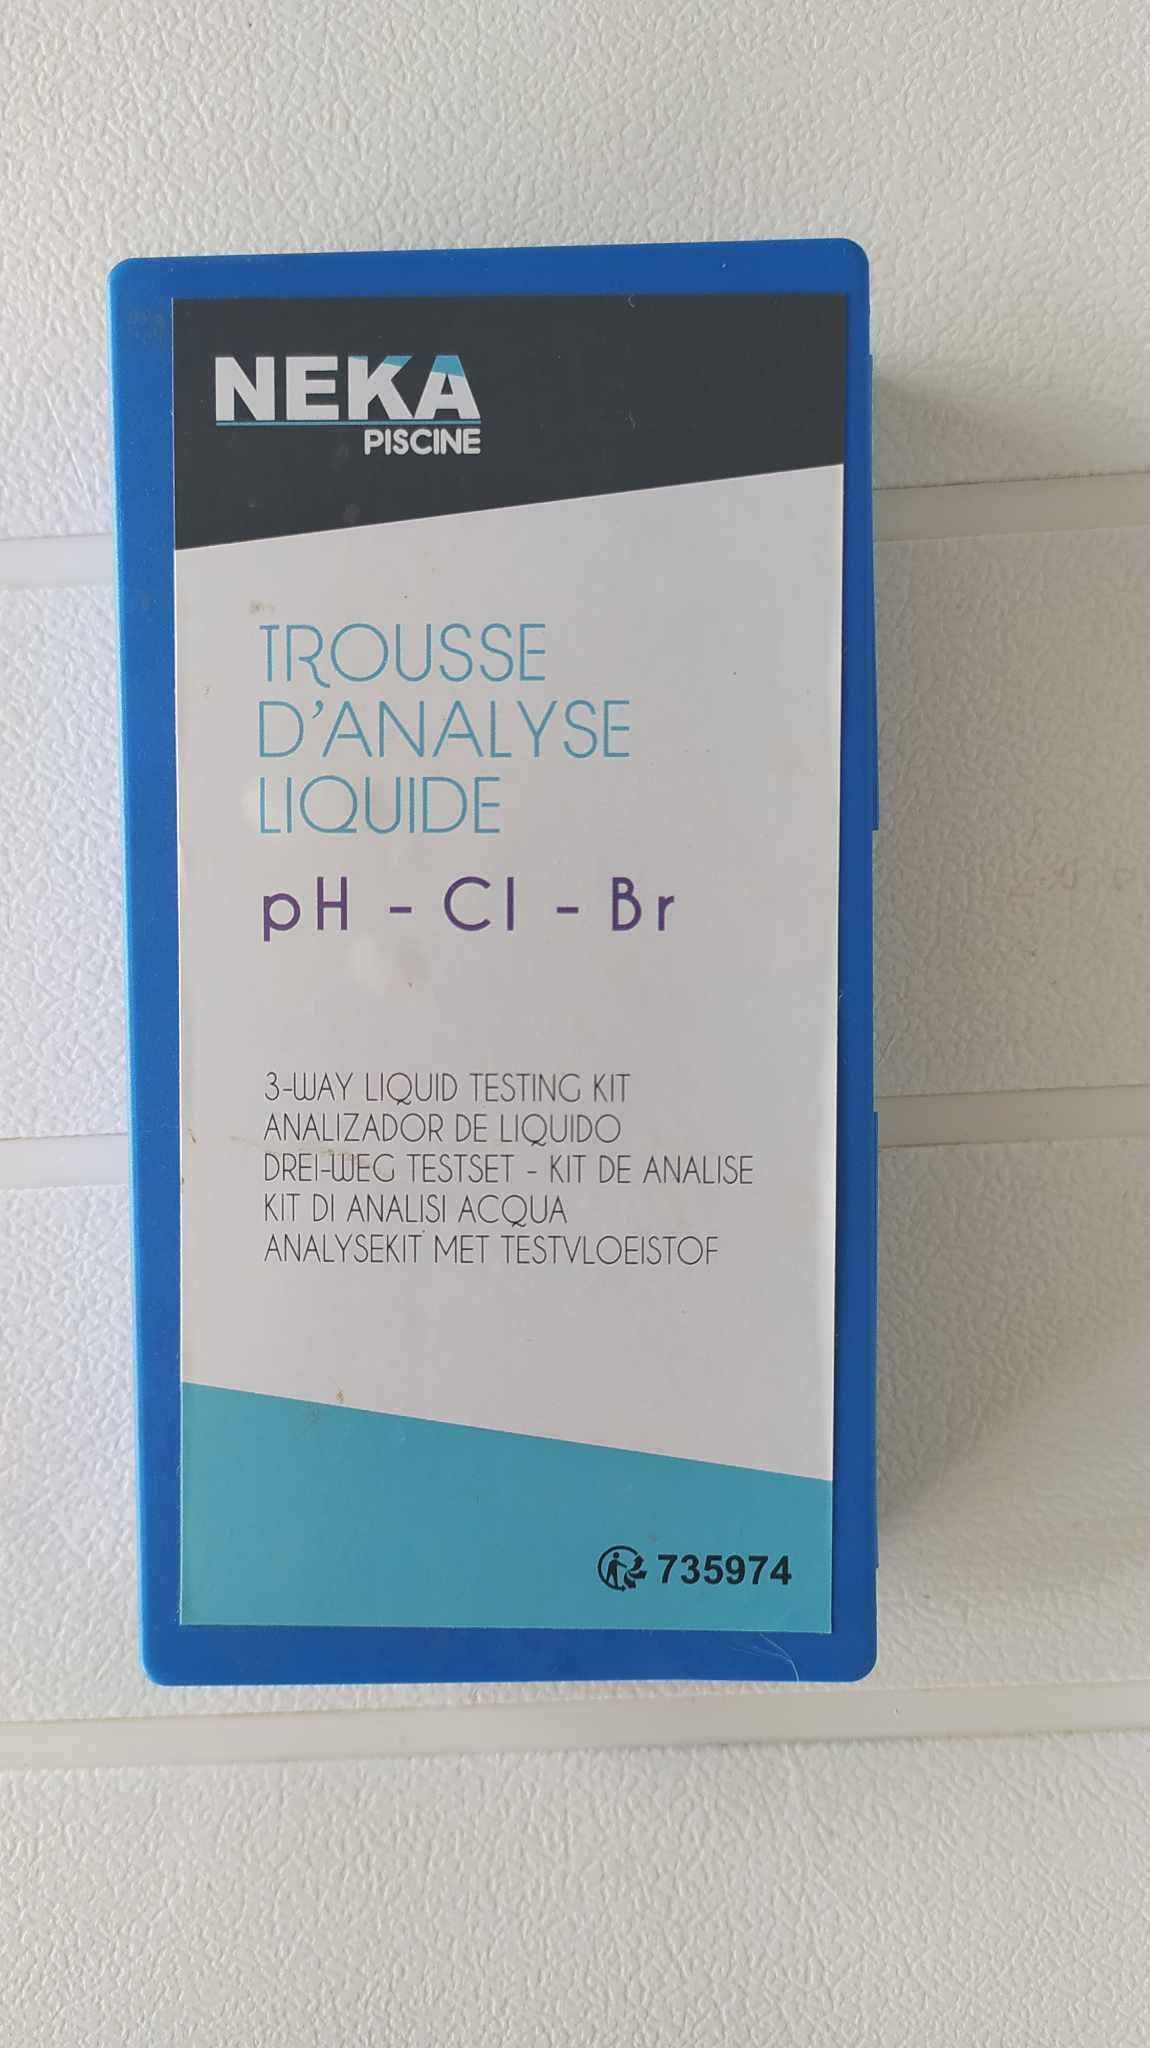 NEKA
PISCINE
TROUSSE
D'ANALYSE
LIQUIDE
pH - Cl - Br
3-WAY LIQUID TESTING KIT
ANALIZADOR DE LIQUIDO
DREI-WEG TESTSET - KIT DE ANALISE
KIT DI ANALISI ACQUA
ANALYSEKIT MET TESTVLOEISTOF
735974